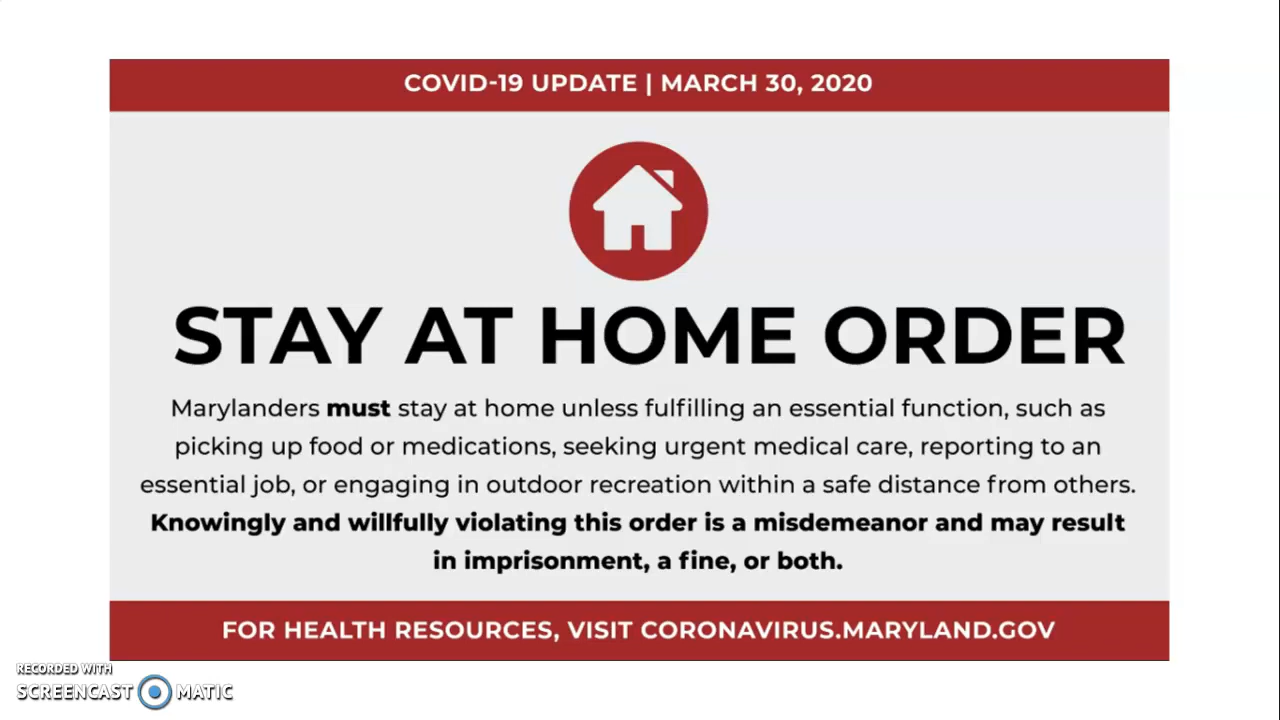 COVID-19 UPDATE | MARCH 30, 2020
STAY AT HOME ORDER
Marylanders must stay at home unless fulfilling an essential function, such as
picking up food or medications, seeking urgent medical care, reporting to an
essential job, or engaging in outdoor recreation within a safe distance from others.
Knowingly and willfully violating this order is a misdemeanor and may result
in imprisonment, a fine, or both.
FOR HEALTH RESOURCES, VISIT CORONAVIRUS.MARYLAND.GOV
RECORDED WITH
SCREENCAST MATIC